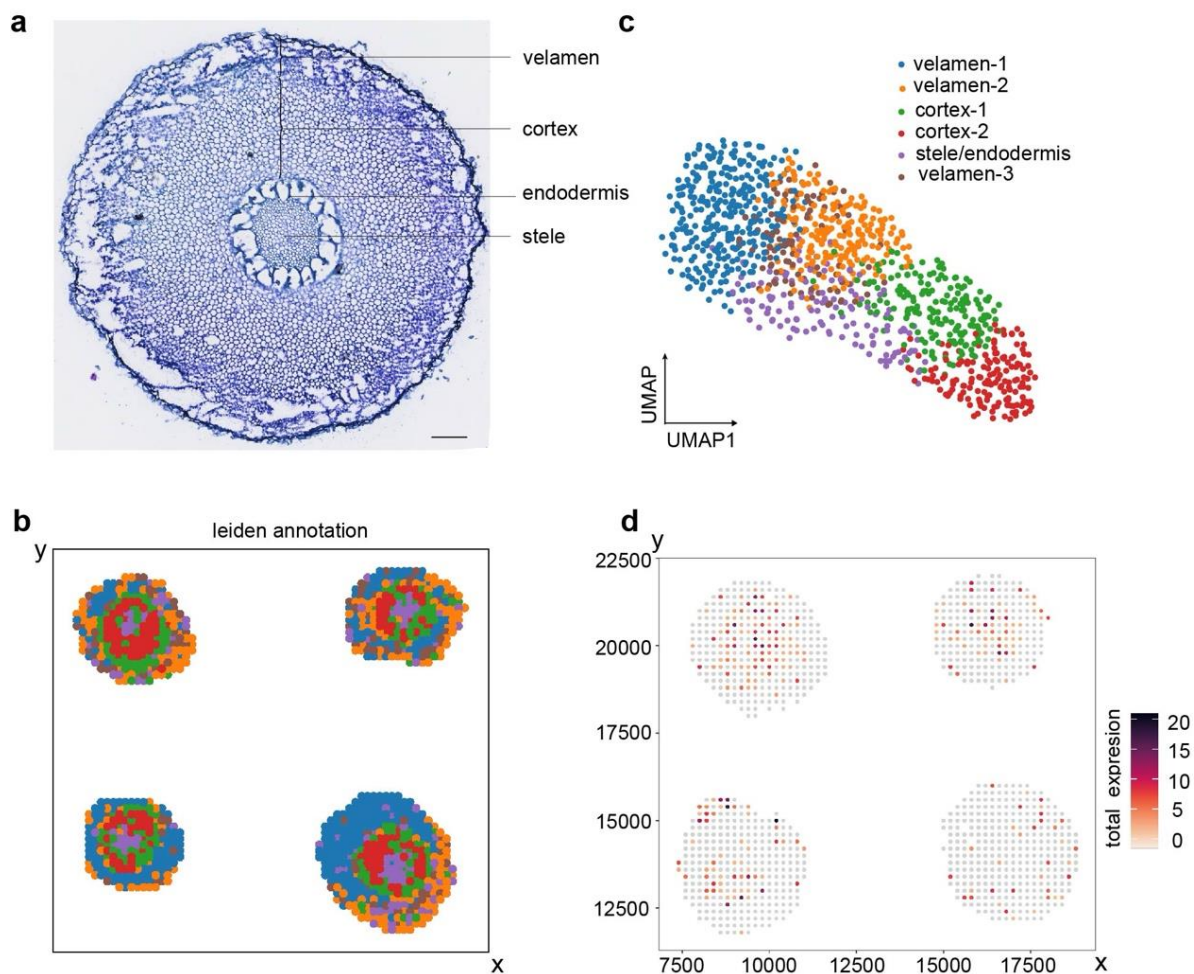 a
velamen
cortex
endodermis
stele
c
velamen-1
velamen-2
cortex-1
cortex-2
stele/endodermis
velamen-3
UMAP
UMAP1
b
leiden annotation
y
x
d
y
22500
20000
17500
15000
12500
7500 10000 12500 15000 17500 x
total expresion
20
15
10
5
0